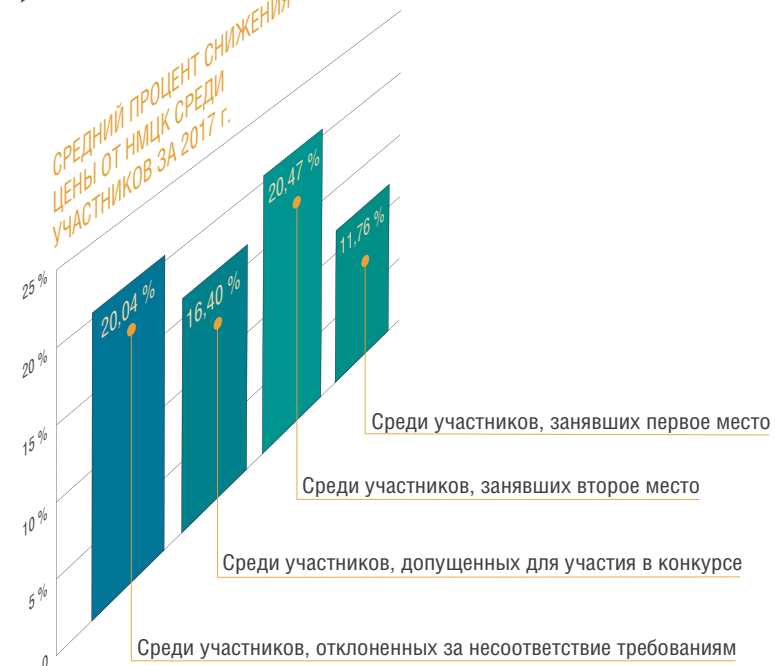 СРЕДНИЙ ПРОЦЕНТ СНИЖЕНИЯ
ЦЕНЫ ОТ НМЦК СРЕДИ
УЧАСТНИКОВ ЗА 2017 г.
25 %
20 %
15 %
10 %
5 %
0
20,04 %
16,40 %
20,47 %
11,76 %
Среди участников, занявших первое место
Среди участников, занявших второе место
Среди участников, допущенных для участия в конкурсе
Среди участников, отклоненных за несоответствие требованиям